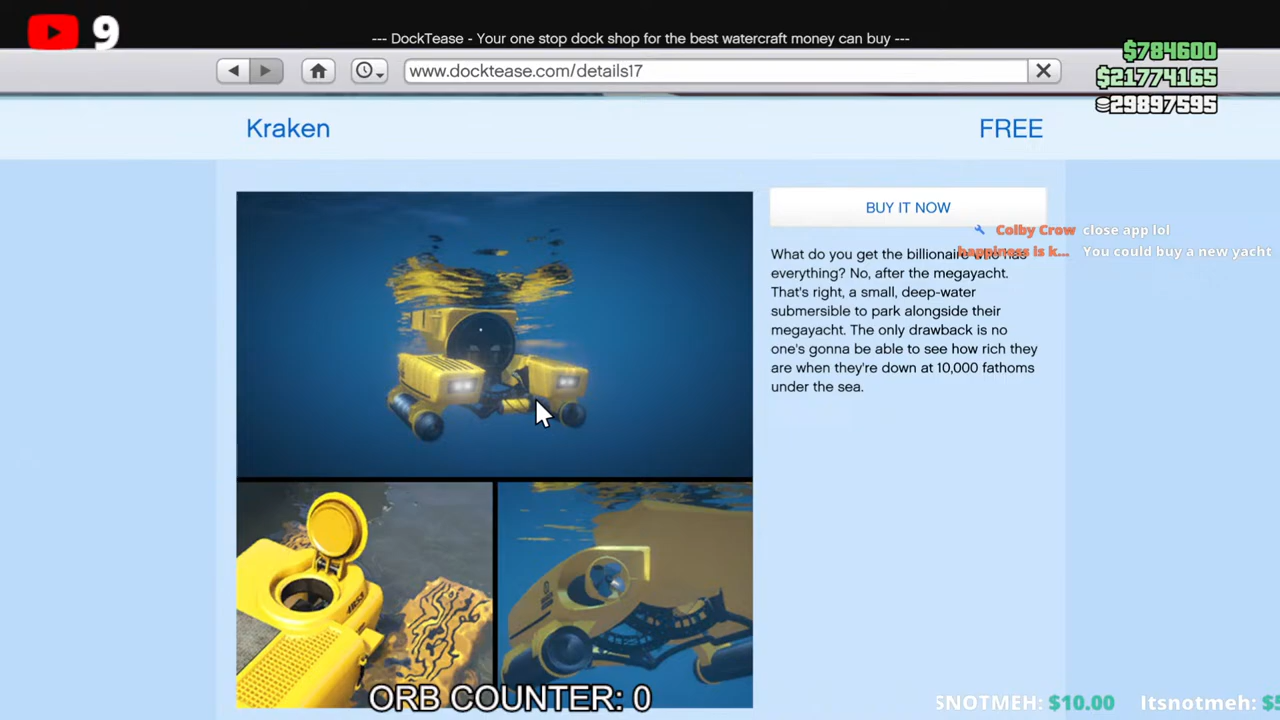 9
--- DockTease - Your one stop dock shop for the best watercraft money can buy ---
$784600
www.docktease.com/details17
$21774165
29897595
Kraken
FREE
BUY IT NOW
Colby Crow close app lol
happiness is k... You could buy a new yacht
What do you get the billionaire who has
everything? No, after the megayacht.
That's right, a small, deep-water
submersible to park alongside their
megayacht. The only drawback is no
one's gonna be able to see how rich they
are when they're down at 10,000 fathoms
under the sea.
ORB COUNTER: 0
SNOTMEH: $10.00 Itsnotmeh: $